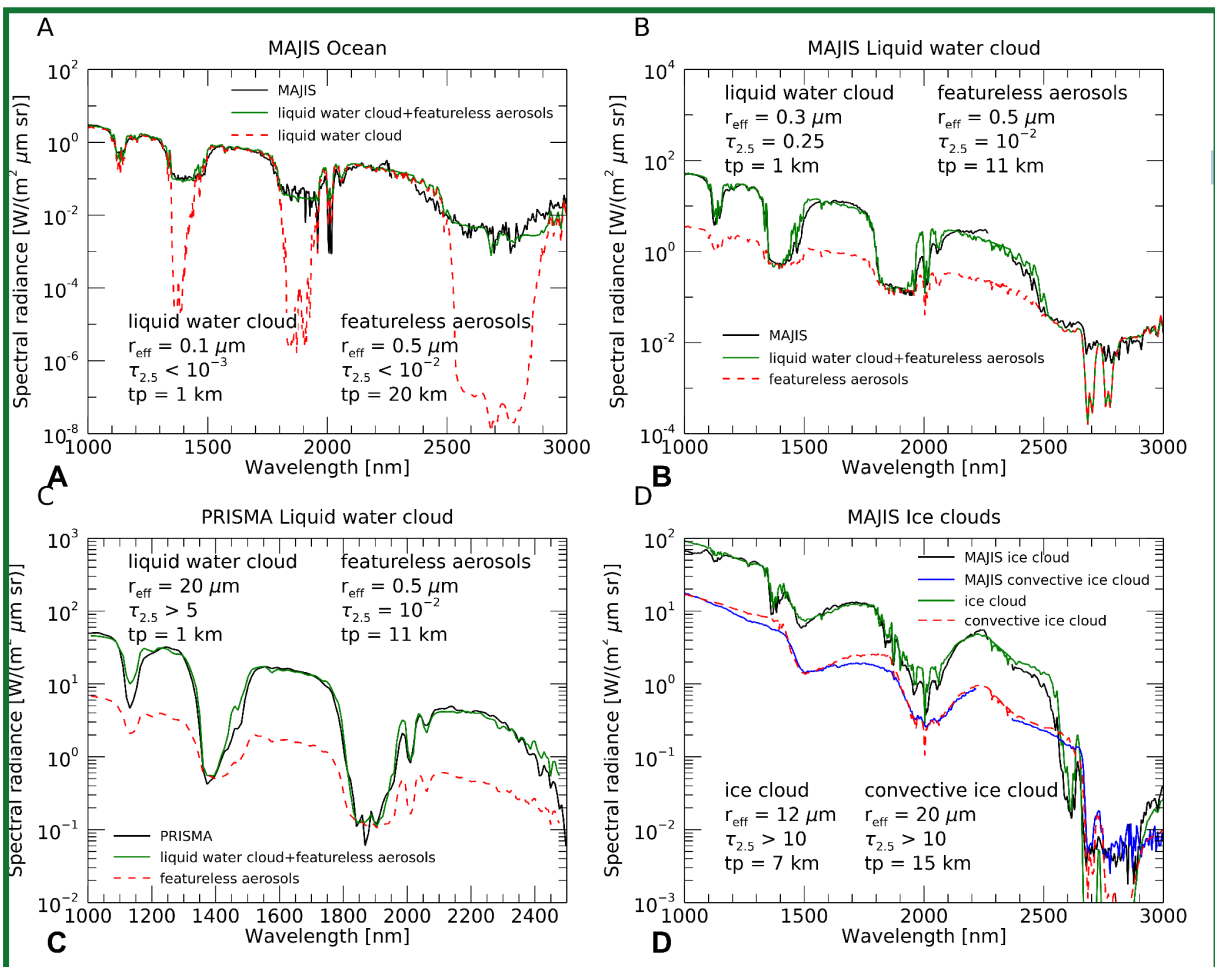 A
MAJIS Ocean
10^2
10^0
10^-2
10^-4
10^-6
10^-8
Spectral radiance [W/(m^2 μm sr)]
MAJIS
liquid water cloud+featureless aerosols
liquid water cloud
liquid water cloud
r_eff = 0.1 μm
τ_2.5 < 10^-3
tp = 1 km
featureless aerosols
r_eff = 0.5 μm
τ_2.5 < 10^-2
tp = 20 km
1000 1500 2000 2500 3000
Wavelength [nm]
A
B
MAJIS Liquid water cloud
10^4
10^2
10^0
10^-2
10^-4
Spectral radiance [W/(m^2 μm sr)]
liquid water cloud
r_eff = 0.3 μm
τ_2.5 = 0.25
tp = 1 km
featureless aerosols
r_eff = 0.5 μm
τ_2.5 = 10^-2
tp = 11 km
MAJIS
liquid water cloud+featureless aerosols
featureless aerosols
1000 1500 2000 2500 3000
Wavelength [nm]
B
C
PRISMA Liquid water cloud
10^3
10^2
10^1
10^0
10^-1
10^-2
Spectral radiance [W/(m^2 μm sr)]
liquid water cloud
r_eff = 20 μm
τ_2.5 > 5
tp = 1 km
featureless aerosols
r_eff = 0.5 μm
τ_2.5 = 10^-2
tp = 11 km
PRISMA
liquid water cloud+featureless aerosols
featureless aerosols
1000 1200 1400 1600 1800 2000 2200 2400
Wavelength [nm]
C
D
MAJIS Ice clouds
10^2
10^1
10^0
10^-1
10^-2
10^-3
Spectral radiance [W/(m^2 μm sr)]
MAJIS ice cloud
MAJIS convective ice cloud
ice cloud
convective ice cloud
ice cloud
r_eff = 12 μm
τ_2.5 > 10
tp = 7 km
convective ice cloud
r_eff = 20 μm
τ_2.5 > 10
tp = 15 km
1000 1500 2000 2500 3000
Wavelength [nm]
D